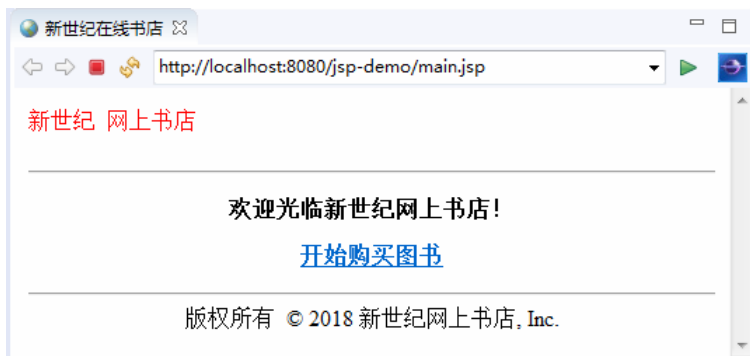 新世纪在线书店
http://localhost:8080/jsp-demo/main.jsp
新世纪 网上书店
欢迎光临新世纪网上书店！
开始购买图书
版权所有 © 2018 新世纪网上书店, Inc.